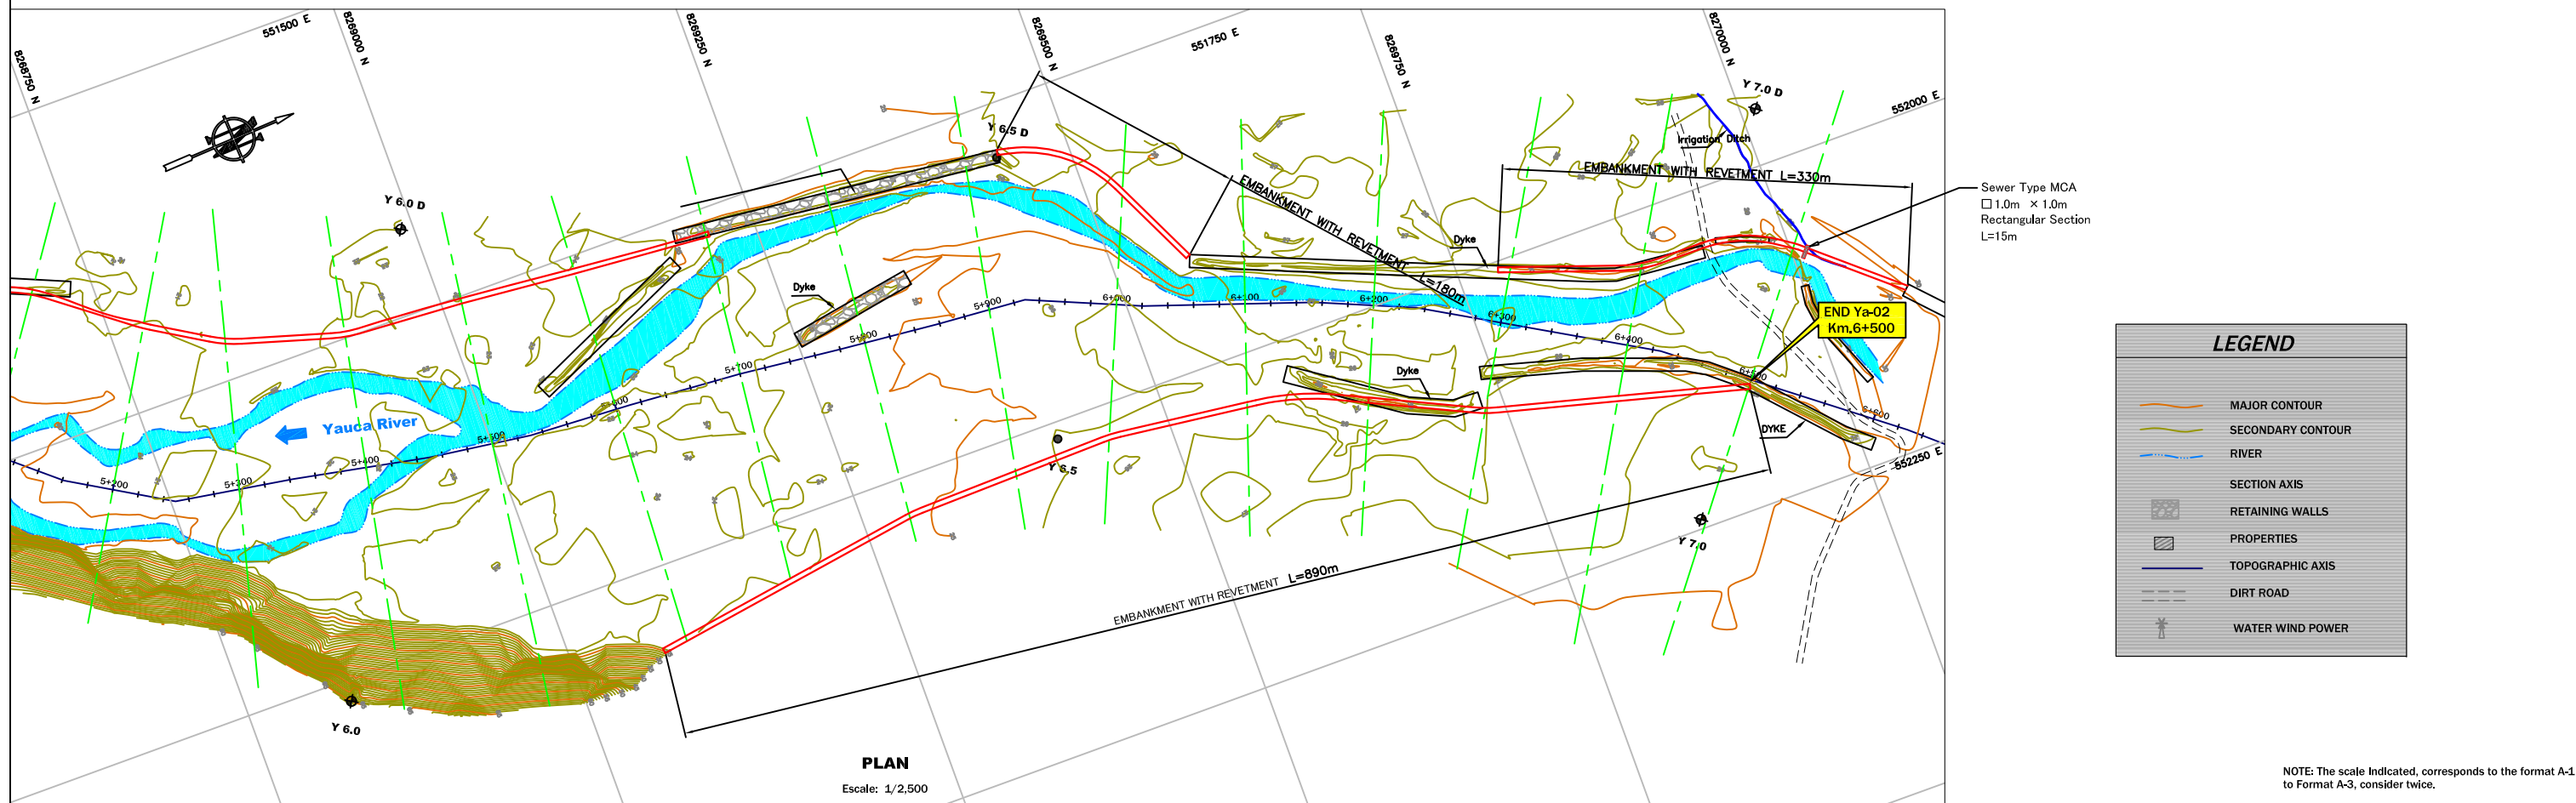 8268750 N
551500 E
8269000 N
8269250 N
8269500 N
551750 E
8269750 N
8270000 N
552000 E
Y 7.0 D
Y 6.5 D
Y 6.0 D
Irrigation Ditch
EMBANKMENT WITH REVETMENT L=330m
EMBANKMENT WITH REVETMENT L=180m
Sewer Type MCA
□ 1.0m × 1.0m
Rectangular Section
L=15m
Dyke
Dyke
Dyke
DYKE
END Ya-02
Km.6+500
Yauca River
5+200
5+300
5+400
5+500
5+600
5+700
5+800
5+900
6+000
6+100
6+200
6+300
6+400
6+500
6+600
552250 E
Y 6.5
Y 7.0
Y 6.0
EMBANKMENT WITH REVETMENT L=890m
PLAN
Escale: 1/2,500
LEGEND
MAJOR CONTOUR
SECONDARY CONTOUR
RIVER
SECTION AXIS
RETAINING WALLS
PROPERTIES
TOPOGRAPHIC AXIS
DIRT ROAD
WATER WIND POWER
NOTE: The scale Indicated, corresponds to the format A-1
to Format A-3, consider twice.